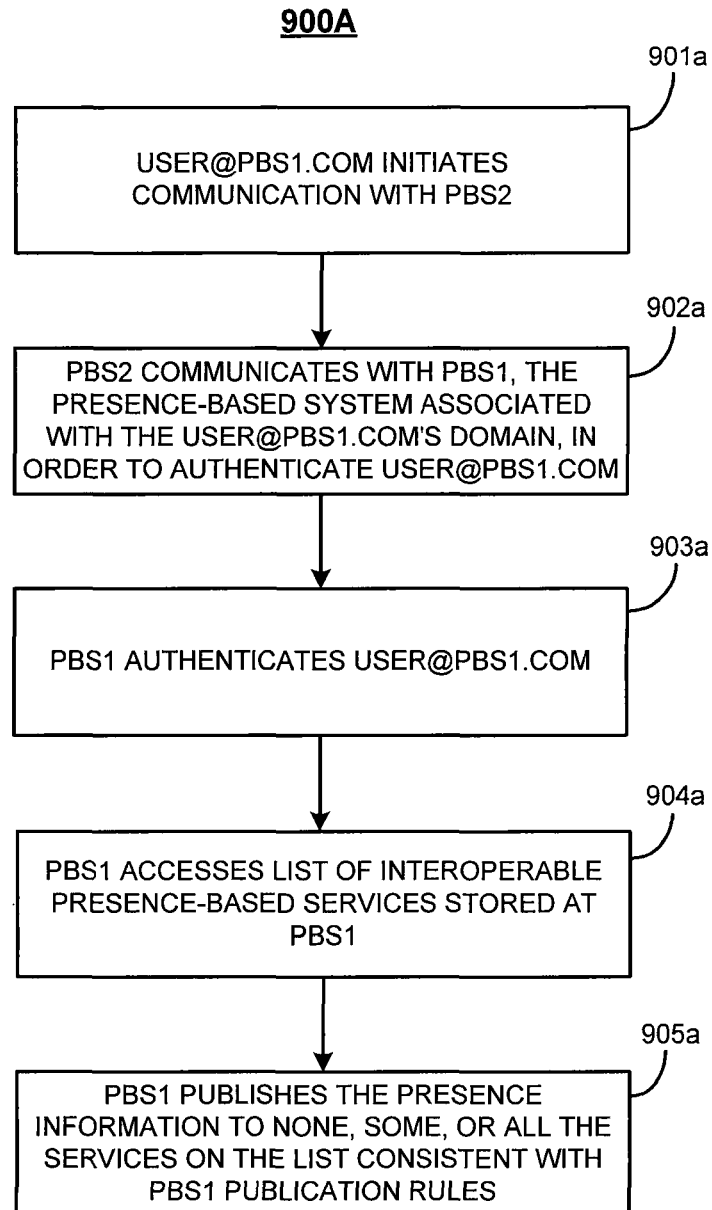 900A
901a
USER@PBS1.COM INITIATES
COMMUNICATION WITH PBS2
902a
PBS2 COMMUNICATES WITH PBS1, THE
PRESENCE-BASED SYSTEM ASSOCIATED
WITH THE USER@PBS1.COM'S DOMAIN, IN
ORDER TO AUTHENTICATE USER@PBS1.COM
903a
PBS1 AUTHENTICATES USER@PBS1.COM
904a
PBS1 ACCESSES LIST OF INTEROPERABLE
PRESENCE-BASED SERVICES STORED AT
PBS1
905a
PBS1 PUBLISHES THE PRESENCE
INFORMATION TO NONE, SOME, OR ALL THE
SERVICES ON THE LIST CONSISTENT WITH
PBS1 PUBLICATION RULES